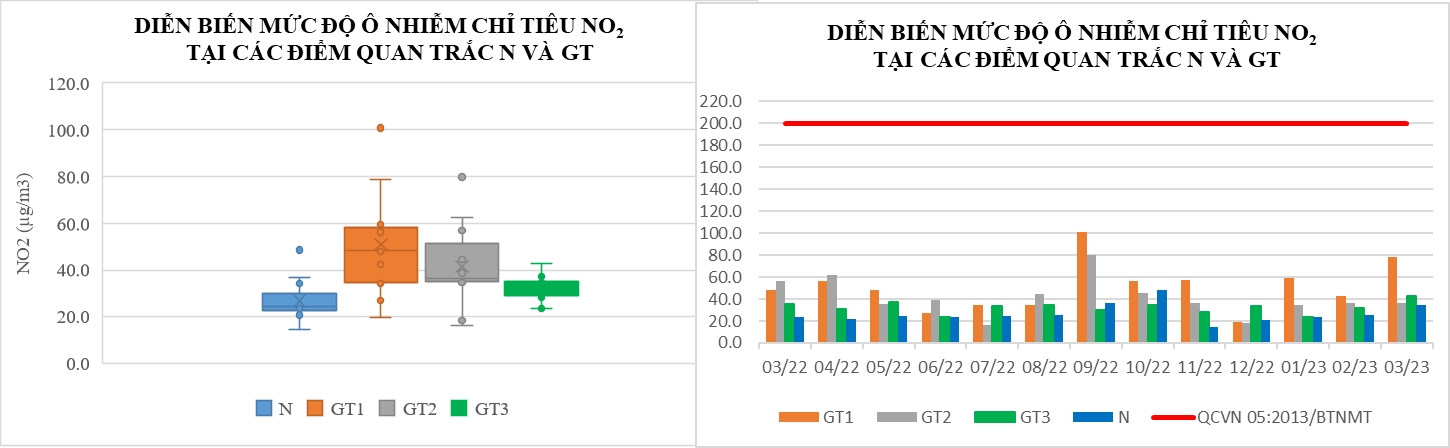 DIỄN BIẾN MỨC ĐỘ Ô NHIỄM CHỈ TIÊU NO₂
TẠI CÁC ĐIỂM QUAN TRẮC N VÀ GT
NO2 (µg/m3)
120.0
100.0
80.0
60.0
40.0
20.0
0.0
N GT1 GT2 GT3
DIỄN BIẾN MỨC ĐỘ Ô NHIỄM CHỈ TIÊU NO₂
TẠI CÁC ĐIỂM QUAN TRẮC N VÀ GT
220.0
200.0
180.0
160.0
140.0
120.0
100.0
80.0
60.0
40.0
20.0
0.0
03/22 04/22 05/22 06/22 07/22 08/22 09/22 10/22 11/22 12/22 01/23 02/23 03/23
GT1 GT2 GT3 N QCVN 05:2013/BTNMT